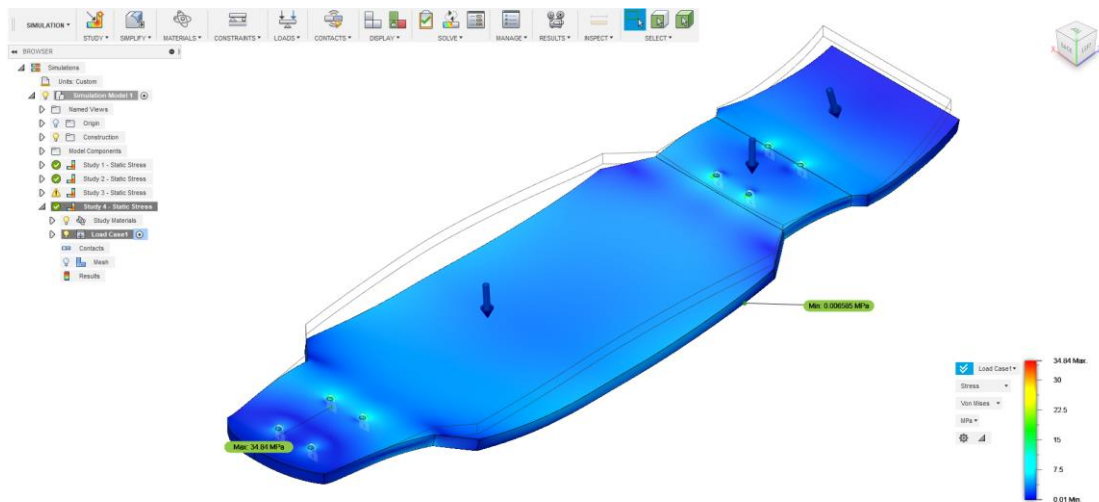 SIMULATION
STUDY
SIMPLIFY
MATERIALS
CONSTRAINTS
LOADS
CONTACTS
DISPLAY
SOLVE
MANAGE
RESULTS
INSPECT
SELECT
BROWSER
Simulations
Units: Custom
Simulation Model 1
Named Views
Origin
Construction
Model Components
Study 1 - Static Stress
Study 2 - Static Stress
Study 3 - Static Stress
Study 4 - Static Stress
Study Materials
Load Case1
Contacts
Mesh
Results
BACK
LEFT
Min: 0.006585 MPa
Max: 34.84 MPa
Load Case1
Stress
Von Mises
MPa
34.84 Max.
30
22.5
15
7.5
0.01 Min.